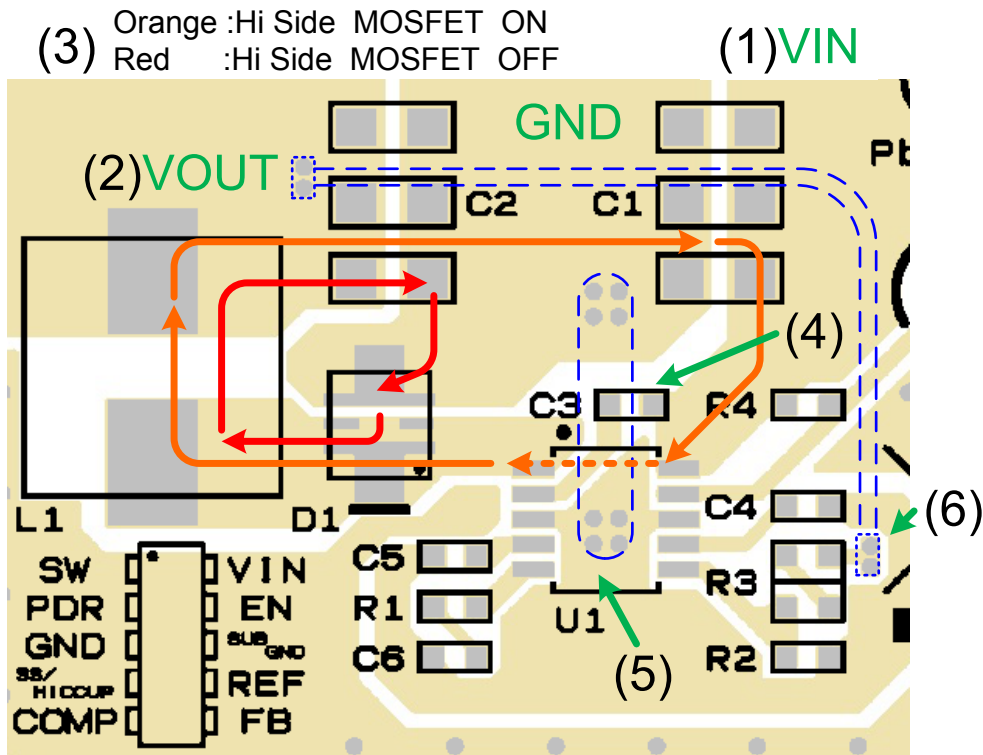 (3) Orange :Hi Side MOSFET ON
Red :Hi Side MOSFET OFF
(1)VIN
GND
(2)VOUT
C2
C1
(4)
C3
R4
L1
D1
C4
(6)
C5
R3
R1
U1
C6
R2
(5)
SW
VIN
PDR
EN
GND
SUB GND
SS/HICCUP
REF
COMP
FB